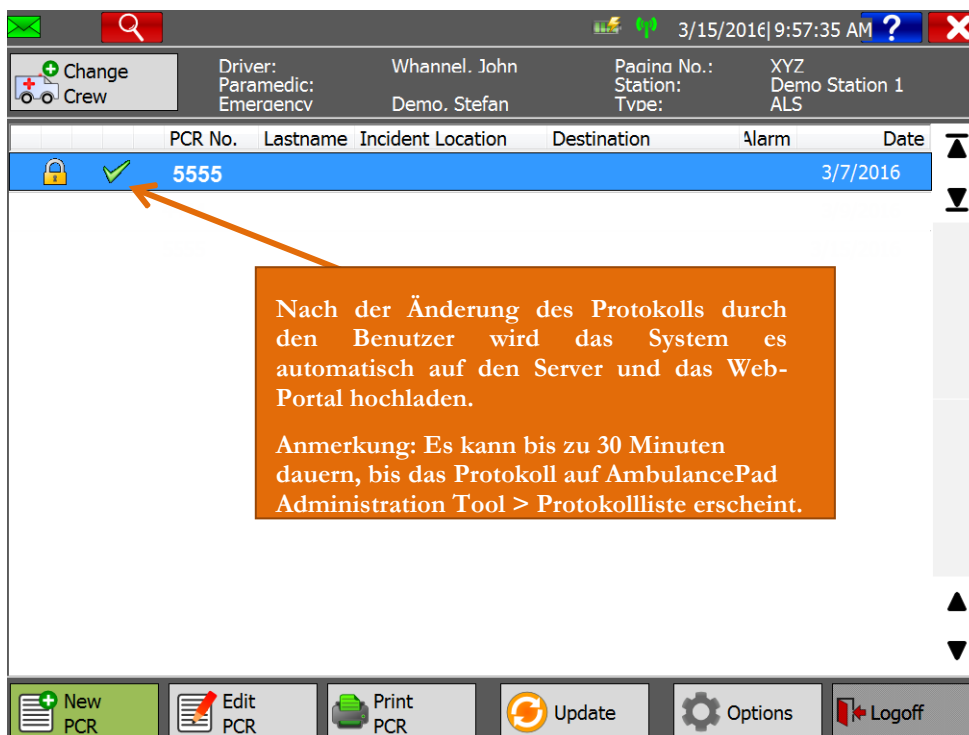 3/15/2016| 9:57:35 AM ?
Change Crew
Driver: Whannel, John Paging No.: XYZ
Paramedic: Station: Demo Station 1
Emergency Demo, Stefan Type: ALS
PCR No. Lastname Incident Location Destination Alarm Date
5555 3/7/2016
Nach der Änderung des Protokolls durch
den Benutzer wird das System es
automatisch auf den Server und das Web-
Portal hochladen.
Anmerkung: Es kann bis zu 30 Minuten
dauern, bis das Protokoll auf AmbulancePad
Administration Tool > Protokollliste erscheint.
New PCR
Edit PCR
Print PCR
Update
Options
Logoff